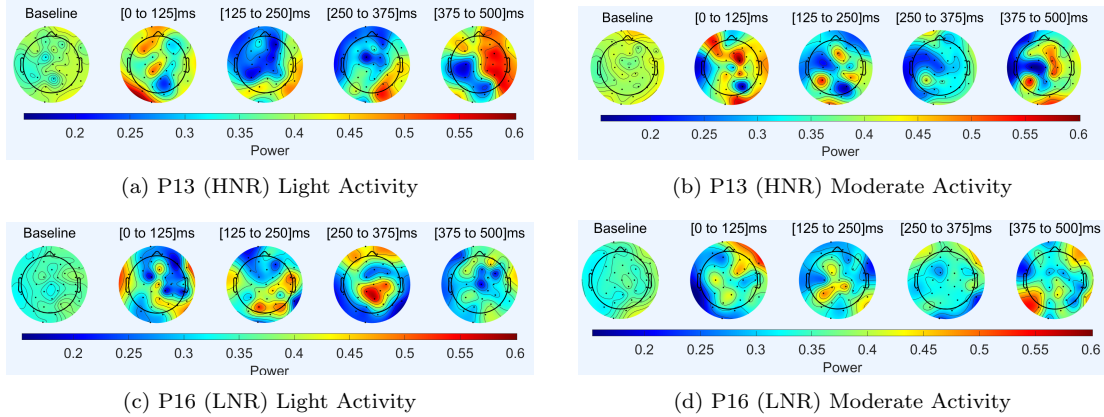 Baseline [0 to 125]ms [125 to 250]ms [250 to 375]ms [375 to 500]ms
0.2 0.25 0.3 0.35 0.4 0.45 0.5 0.55 0.6
Power
(a) P13 (HNR) Light Activity
Baseline [0 to 125]ms [125 to 250]ms [250 to 375]ms [375 to 500]ms
0.2 0.25 0.3 0.35 0.4 0.45 0.5 0.55 0.6
Power
(b) P13 (HNR) Moderate Activity
Baseline [0 to 125]ms [125 to 250]ms [250 to 375]ms [375 to 500]ms
0.2 0.25 0.3 0.35 0.4 0.45 0.5 0.55 0.6
Power
(c) P16 (LNR) Light Activity
Baseline [0 to 125]ms [125 to 250]ms [250 to 375]ms [375 to 500]ms
0.2 0.25 0.3 0.35 0.4 0.45 0.5 0.55 0.6
Power
(d) P16 (LNR) Moderate Activity